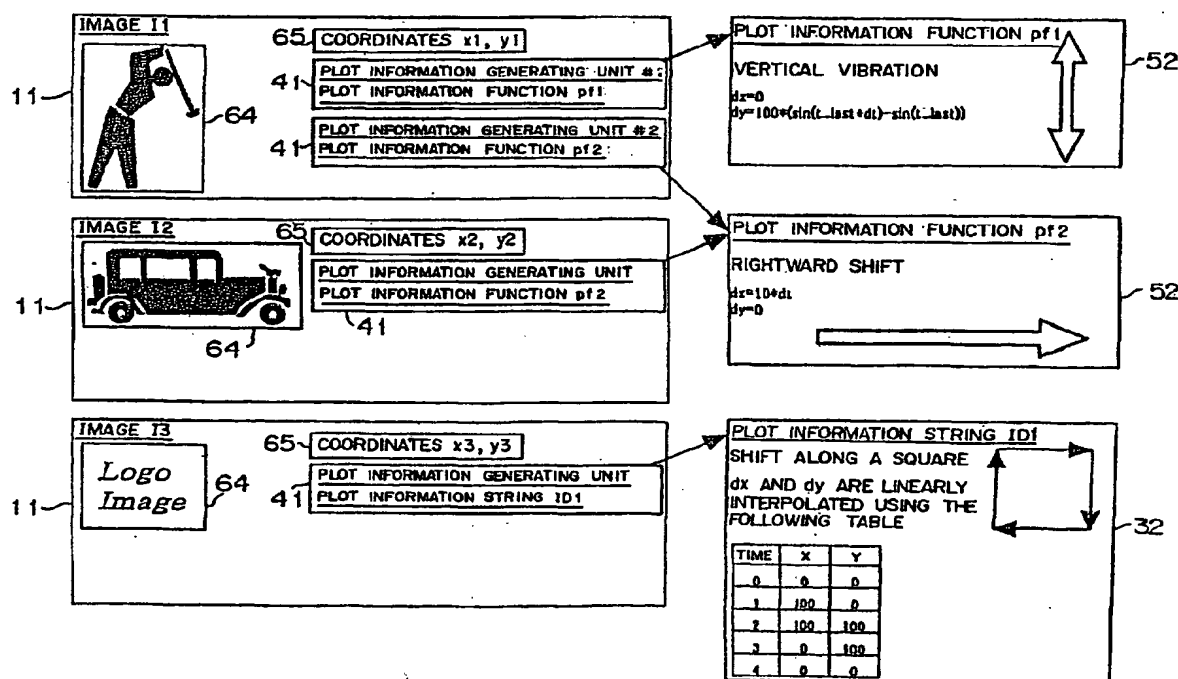 IMAGE I1
65
COORDINATES x1, y1
PLOT INFORMATION GENERATING UNIT #1
PLOT INFORMATION FUNCTION pf1
41
PLOT INFORMATION GENERATING UNIT #2
PLOT INFORMATION FUNCTION pf2
41
11
64
PLOT INFORMATION FUNCTION pf1
VERTICAL VIBRATION
dx=0
dy=100*(sin(t_last+dt)-sin(t_last))
52
IMAGE I2
65
COORDINATES x2, y2
PLOT INFORMATION GENERATING UNIT
PLOT INFORMATION FUNCTION pf2
41
11
64
PLOT INFORMATION FUNCTION pf2
RIGHTWARD SHIFT
dx=10*dt
dy=0
52
IMAGE I3
Logo
Image
64
11
65
COORDINATES x3, y3
41
PLOT INFORMATION GENERATING UNIT
PLOT INFORMATION STRING ID1
PLOT INFORMATION STRING ID1
SHIFT ALONG A SQUARE
dx AND dy ARE LINEARLY
INTERPOLATED USING THE
FOLLOWING TABLE
32
TIME X Y
0 0 0
1 100 0
2 100 100
3 0 100
4 0 0